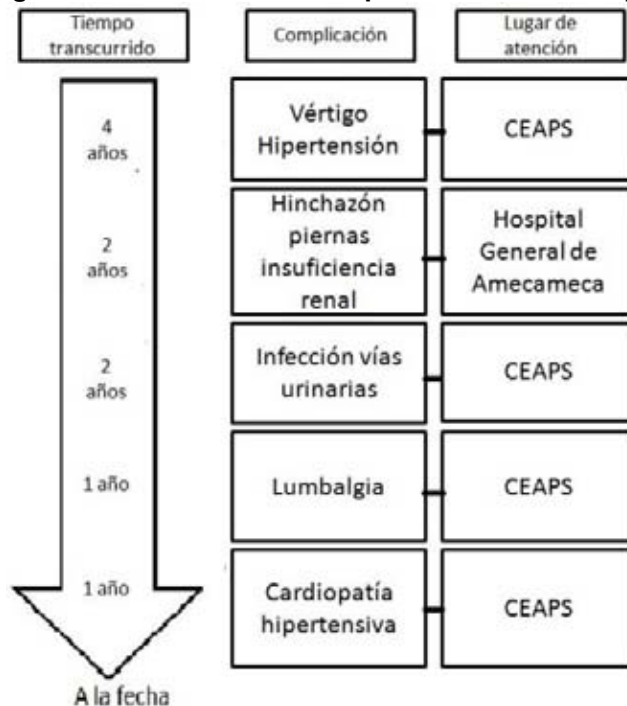 Tiempo
transcurrido
Complicación
Lugar de
atención
4
años
Vértigo
Hipertensión
CEAPS
2
años
Hinchazón
piernas
insuficiencia
renal
Hospital
General de
Amecameca
2
años
Infección vías
urinarias
CEAPS
1 año
Lumbalgia
CEAPS
1 año
Cardiopatía
hipertensiva
CEAPS
A la fecha